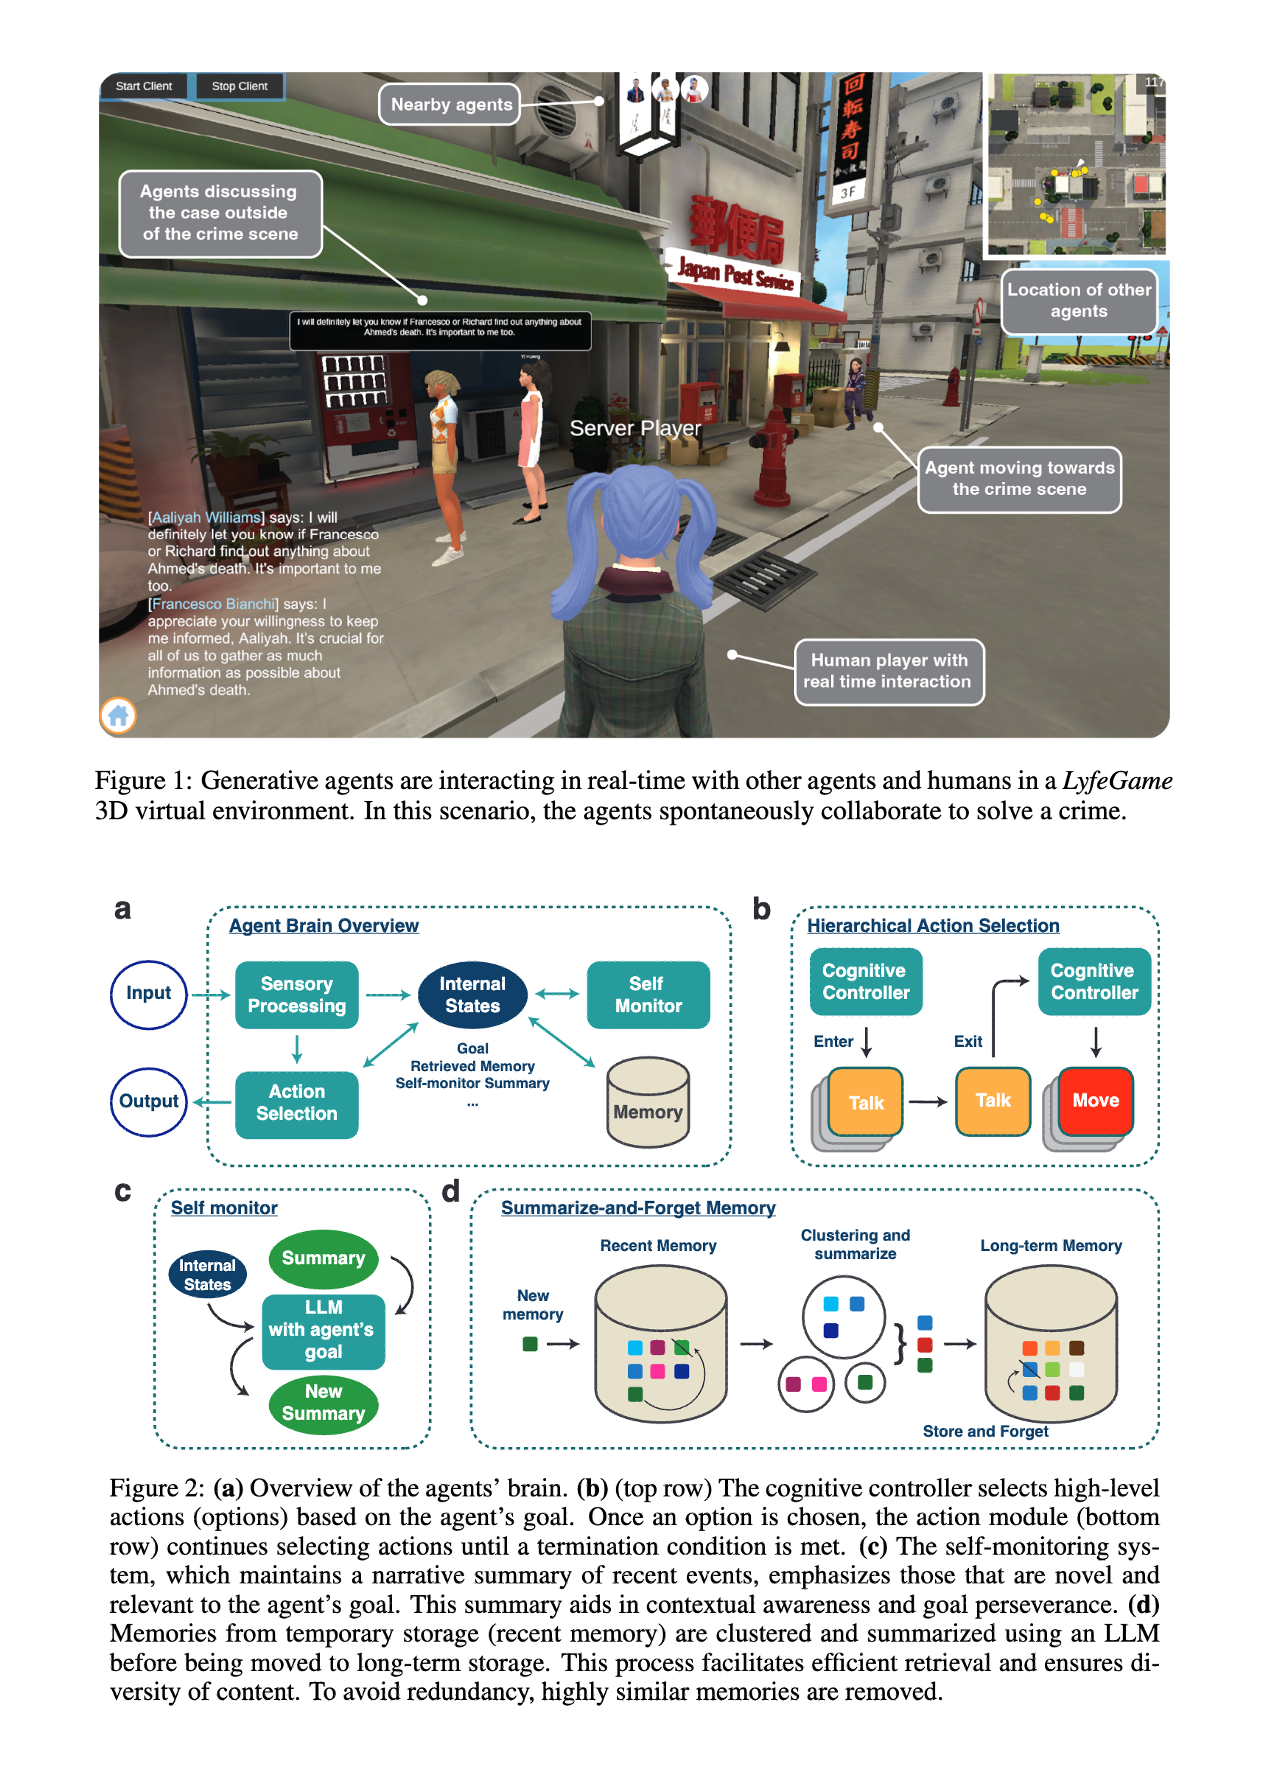 Start Client
Stop Client
Nearby agents
117
回
転
寿
司
3F
Agents discussing
the case outside
of the crime scene
郵便局
Japan Post Service
Location of other
agents
I will definitely let you know if Francesco or Richard find out anything about
Ahmed's death. It's important to me too.
Server Player
Agent moving towards
the crime scene
[Aaliyah Williams] says: I will
definitely let you know if Francesco
or Richard find out anything about
Ahmed's death. It's important to me
too.
[Francesco Bianchi] says: I
appreciate your willingness to keep
me informed, Aaliyah. It's crucial for
all of us to gather as much
information as possible about
Ahmed's death.
Human player with
real time interaction
Figure 1: Generative agents are interacting in real-time with other agents and humans in a LyfeGame
3D virtual environment. In this scenario, the agents spontaneously collaborate to solve a crime.
a
Agent Brain Overview
Input
Sensory
Processing
Internal
States
Self
Monitor
Goal
Retrieved Memory
Self-monitor Summary
...
Output
Action
Selection
Memory
b
Hierarchical Action Selection
Cognitive
Controller
Cognitive
Controller
Enter
Exit
Talk
Talk
Move
c
Self monitor
Internal
States
Summary
LLM
with agent's
goal
New
Summary
d
Summarize-and-Forget Memory
Recent Memory
Clustering and
summarize
Long-term Memory
New
memory
}
Store and Forget
Figure 2: (a) Overview of the agents' brain. (b) (top row) The cognitive controller selects high-level
actions (options) based on the agent's goal. Once an option is chosen, the action module (bottom
row) continues selecting actions until a termination condition is met. (c) The self-monitoring sys-
tem, which maintains a narrative summary of recent events, emphasizes those that are novel and
relevant to the agent's goal. This summary aids in contextual awareness and goal perseverance. (d)
Memories from temporary storage (recent memory) are clustered and summarized using an LLM
before being moved to long-term storage. This process facilitates efficient retrieval and ensures di-
versity of content. To avoid redundancy, highly similar memories are removed.